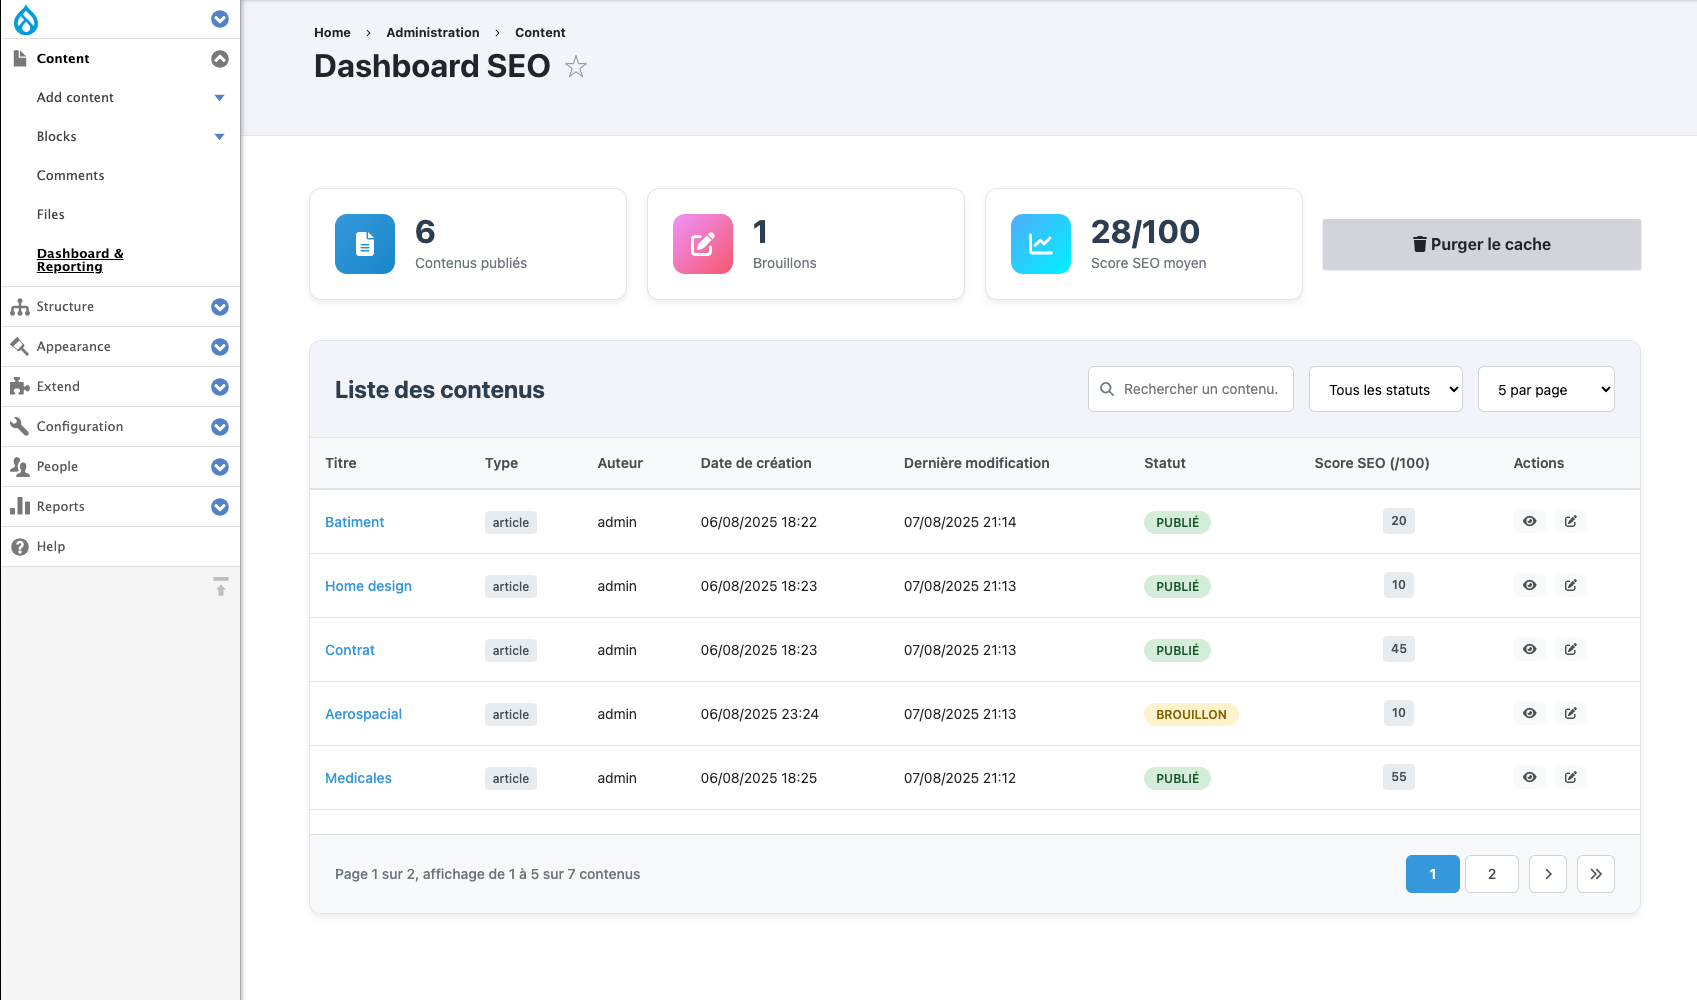 Home › Administration › Content
Dashboard SEO
Content
Add content
Blocks
Comments
Files
Dashboard &
Reporting
Structure
Appearance
Extend
Configuration
People
Reports
Help
6
Contenus publiés
1
Brouillons
28/100
Score SEO moyen
Purger le cache
Liste des contenus
Rechercher un contenu.
Tous les statuts
5 par page
Titre Type Auteur Date de création Dernière modification Statut Score SEO (/100) Actions
Batiment article admin 06/08/2025 18:22 07/08/2025 21:14 PUBLIÉ 20
Home design article admin 06/08/2025 18:23 07/08/2025 21:13 PUBLIÉ 10
Contrat article admin 06/08/2025 18:23 07/08/2025 21:13 PUBLIÉ 45
Aerospacial article admin 06/08/2025 23:24 07/08/2025 21:13 BROUILLON 10
Medicales article admin 06/08/2025 18:25 07/08/2025 21:12 PUBLIÉ 55
Page 1 sur 2, affichage de 1 à 5 sur 7 contenus
1 2 › »